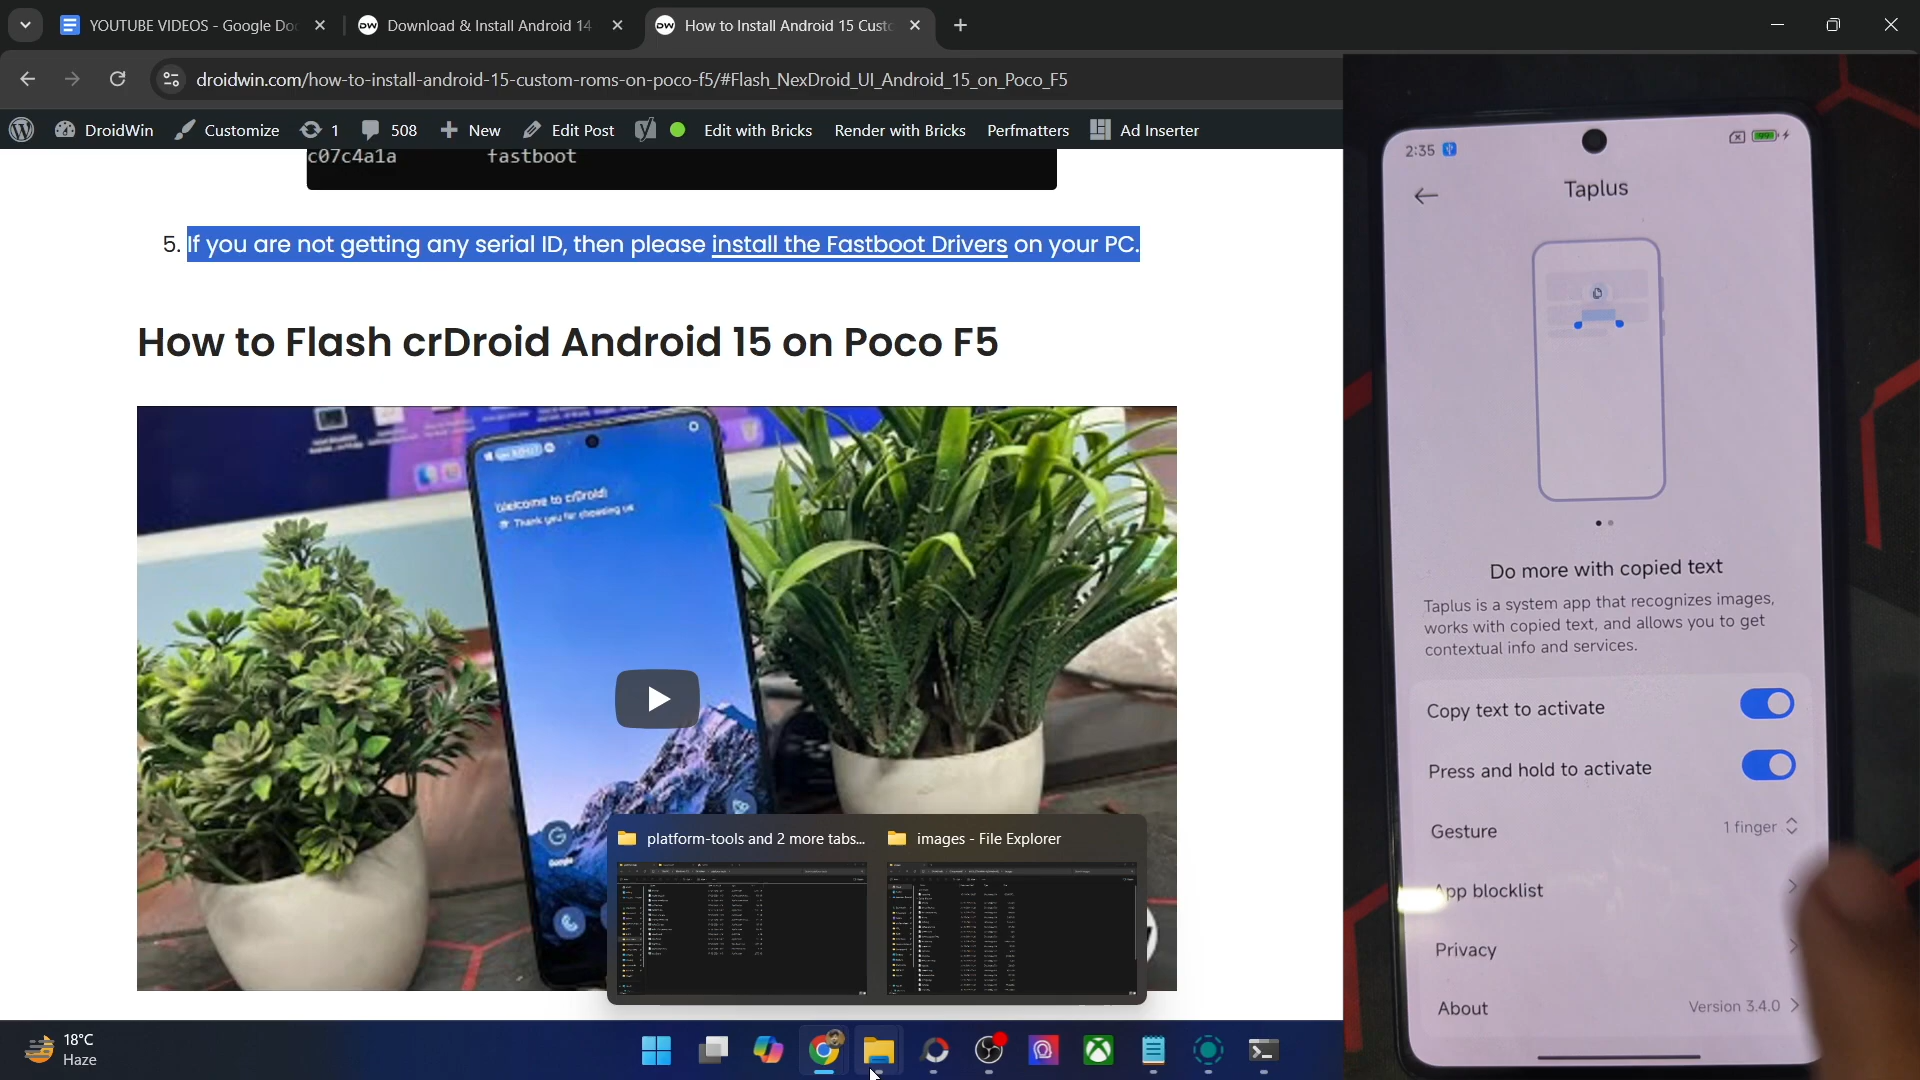 YOUTUBE VIDEOS - Google Do
Download & Install Android 14
How to Install Android 15 Custo
droidwin.com/how-to-install-android-15-custom-roms-on-poco-f5/#Flash_NexDroid_UI_Android_15_on_Poco_F5
DroidWin
Customize
1
508
New
Edit Post
Edit with Bricks
Render with Bricks
Perfmatters
Ad Inserter
c07c4a1a fastboot
5. If you are not getting any serial ID, then please install the Fastboot Drivers on your PC.
How to Flash crDroid Android 15 on Poco F5
Welcome to crDroid!
Thank you for choosing us
Google
platform-tools and 2 more tabs...
images - File Explorer
18°C
Haze
2:35
99
Taplus
Do more with copied text
Taplus is a system app that recognizes images,
works with copied text, and allows you to get
contextual info and services.
Copy text to activate
Press and hold to activate
Gesture
1 finger
App blocklist
Privacy
About
Version 3.4.0